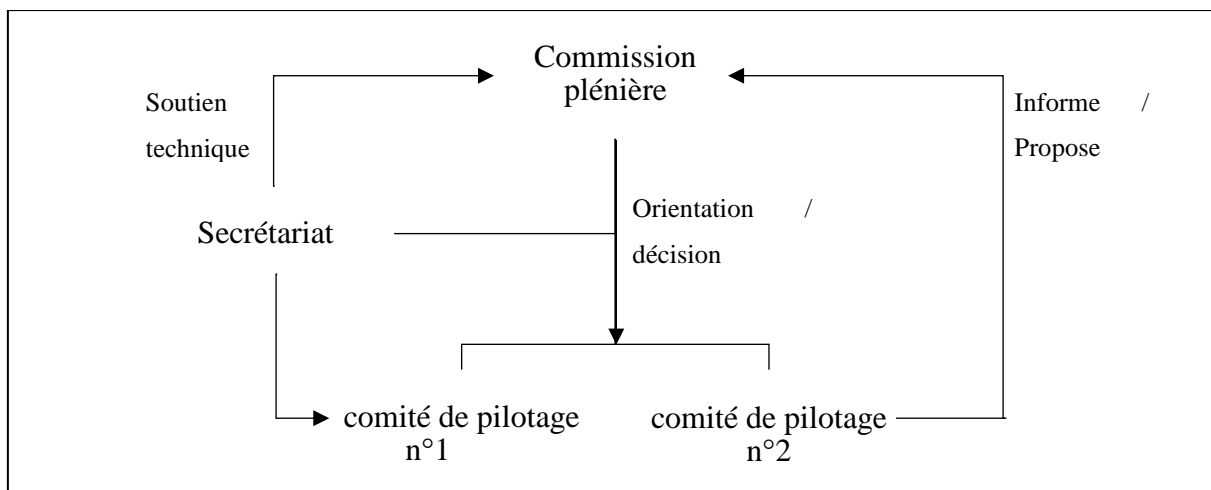 Commission
plénière
Soutien
technique
Informe /
Propose
Secrétariat
Orientation /
décision
comité de pilotage
n°1
comité de pilotage
n°2